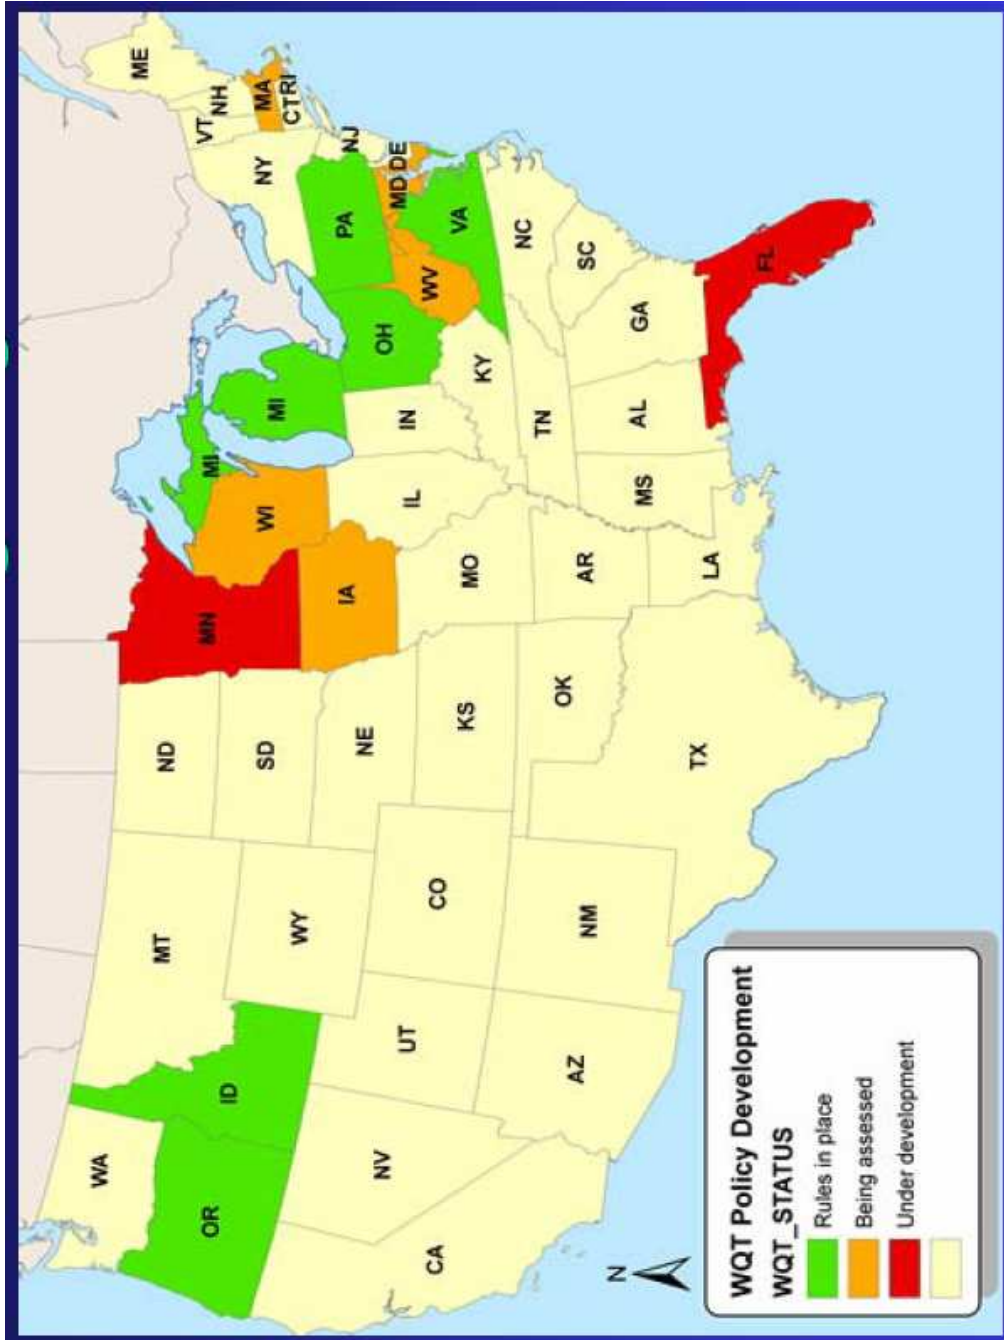 WA
MT
ND
MN
ME
VT
NH
OR
ID
SD
WI
MI
MI
NY
MA
CT
RI
WY
NE
IA
PA
NJ
NV
UT
CO
IL
IN
OH
MD
DE
CA
KS
MO
WV
VA
KY
AZ
NM
OK
AR
TN
NC
SC
MS
AL
GA
TX
LA
FL
N
WQT Policy Development
WQT_STATUS
Rules in place
Being assessed
Under development